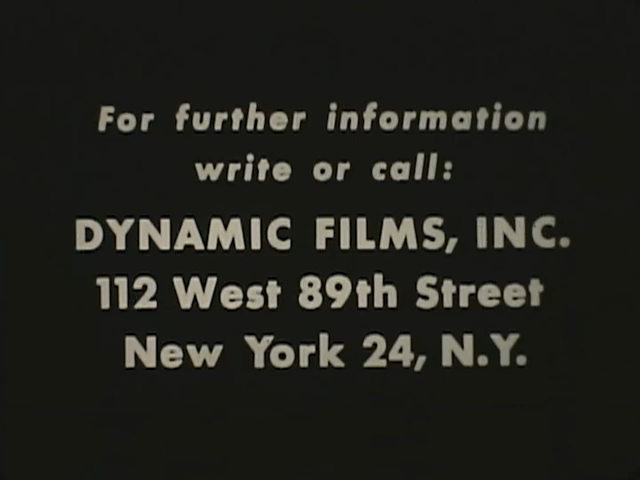 For further information
write or call:
DYNAMIC FILMS, INC.
112 West 89th Street
New York 24, N.Y.